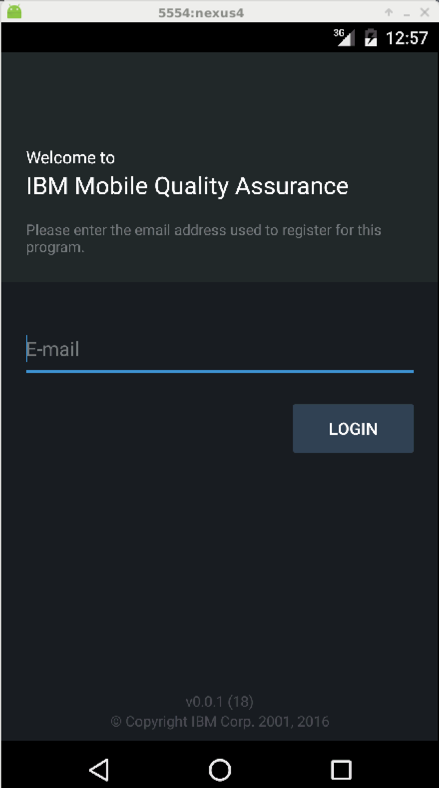 5554:nexus4
3G 12:57
Welcome to
IBM Mobile Quality Assurance
Please enter the email address used to register for this
program.
E-mail
LOGIN
v0.0.1 (18)
© Copyright IBM Corp. 2001, 2016